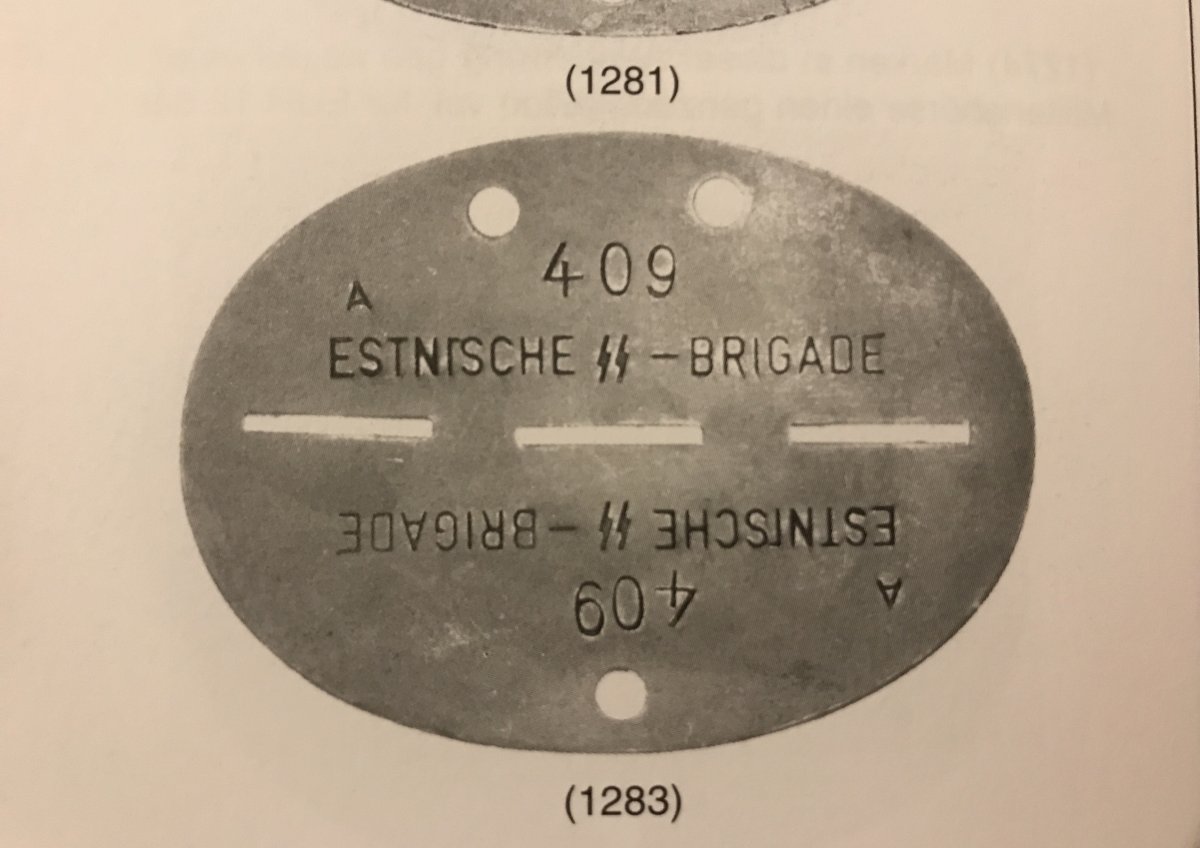 (1281)
409
A
ESTNISCHE ᛋᛋ - BRIGADE
ESTNISCHE ᛋᛋ - BRIGADE
A
409
(1283)